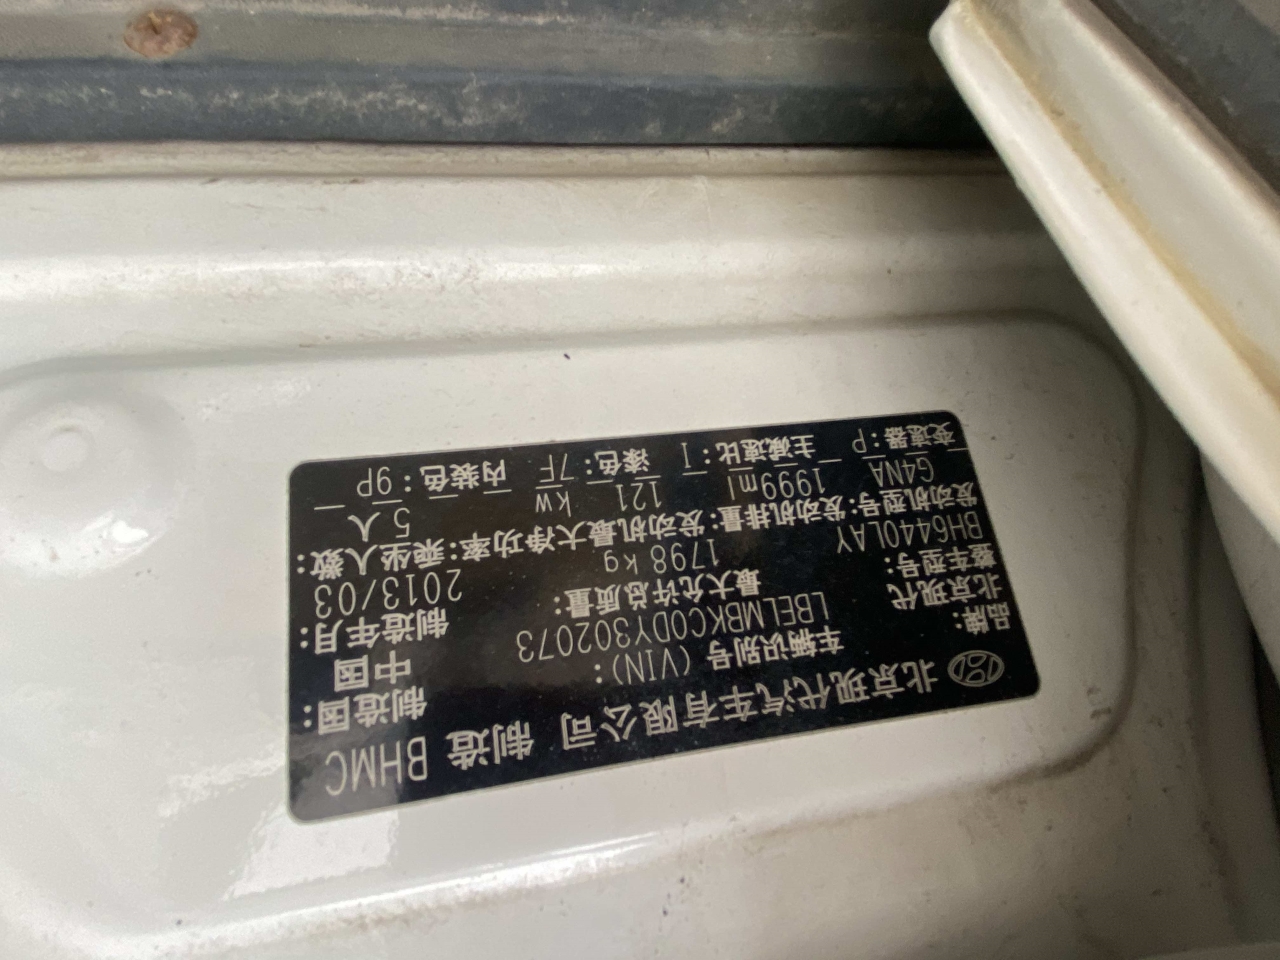 北京现代汽车有限公司 制造 BHMC
品牌: 北京现代 车辆识别号(VIN): LBELMBKC0DY302073 制造国: 中国
整车型号: BH6440LAY 最大允许总质量: 1798 kg 制造年月: 2013/03
发动机型号: G4NA 发动机排量: 1999ml 发动机最大净功率: 121 kW 乘坐人数: 5人
变速器: P 主减速比: I 漆色: 7F 内装色: 9P